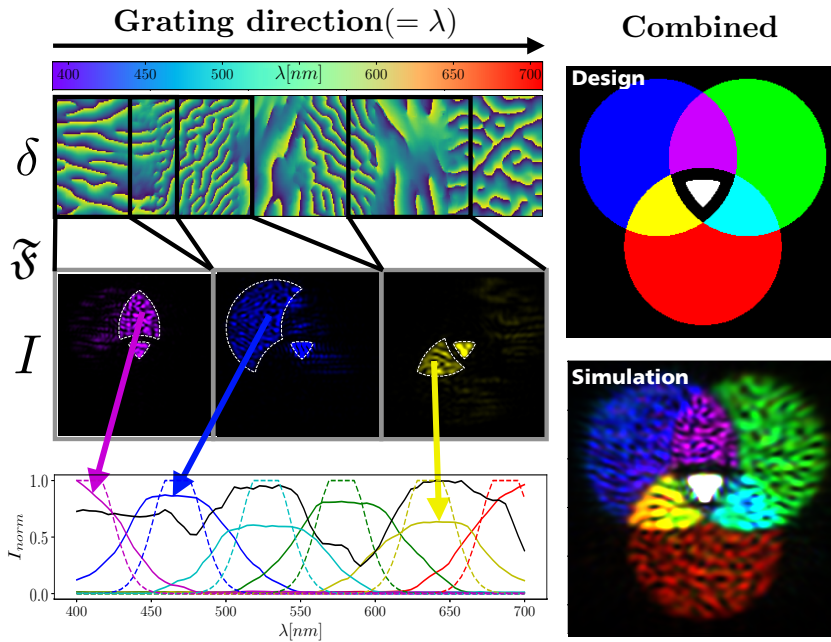 Grating direction(= λ)
Combined
400 450 500 λ[nm] 600 650 700
Design
δ
𝔉
I
Simulation
1.0
0.5
0.0
I_norm
400 450 500 550 600 650 700
λ[nm]